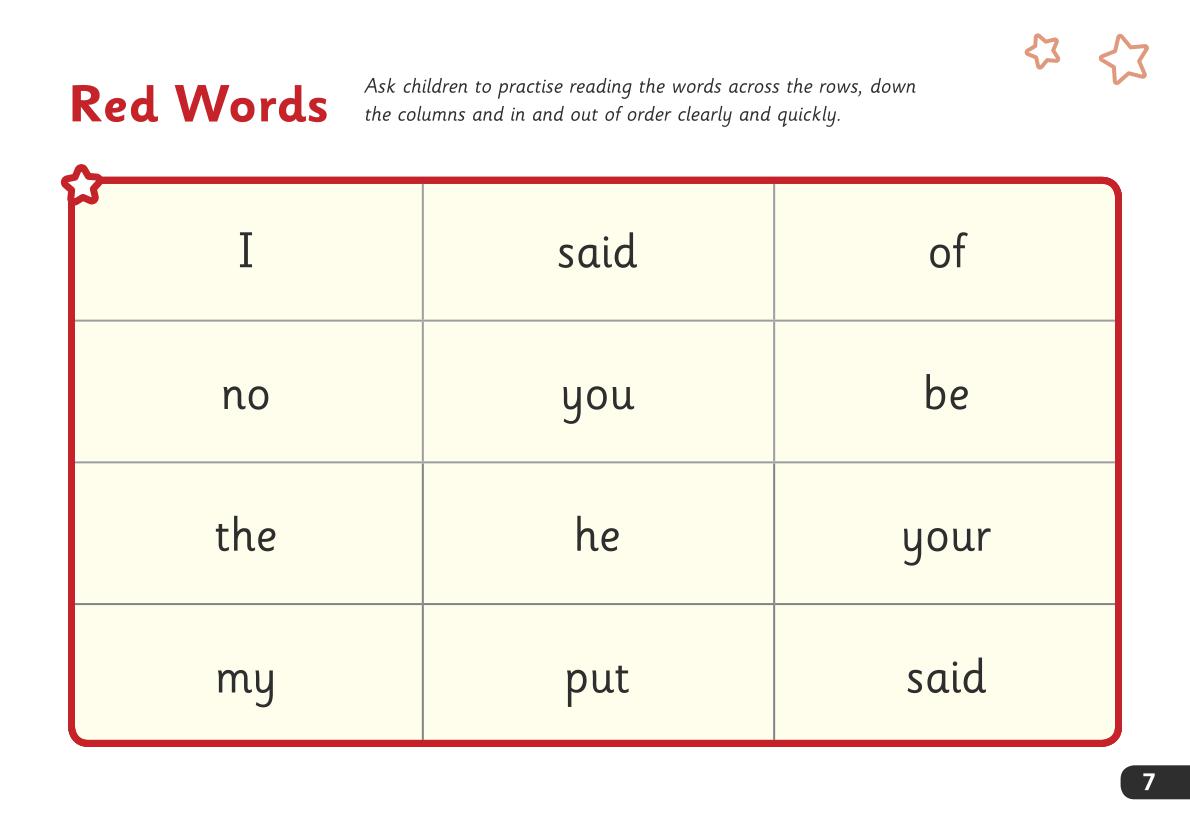 Red Words
Ask children to practise reading the words across the rows, down
the columns and in and out of order clearly and quickly.
I said of
no you be
the he your
my put said
7